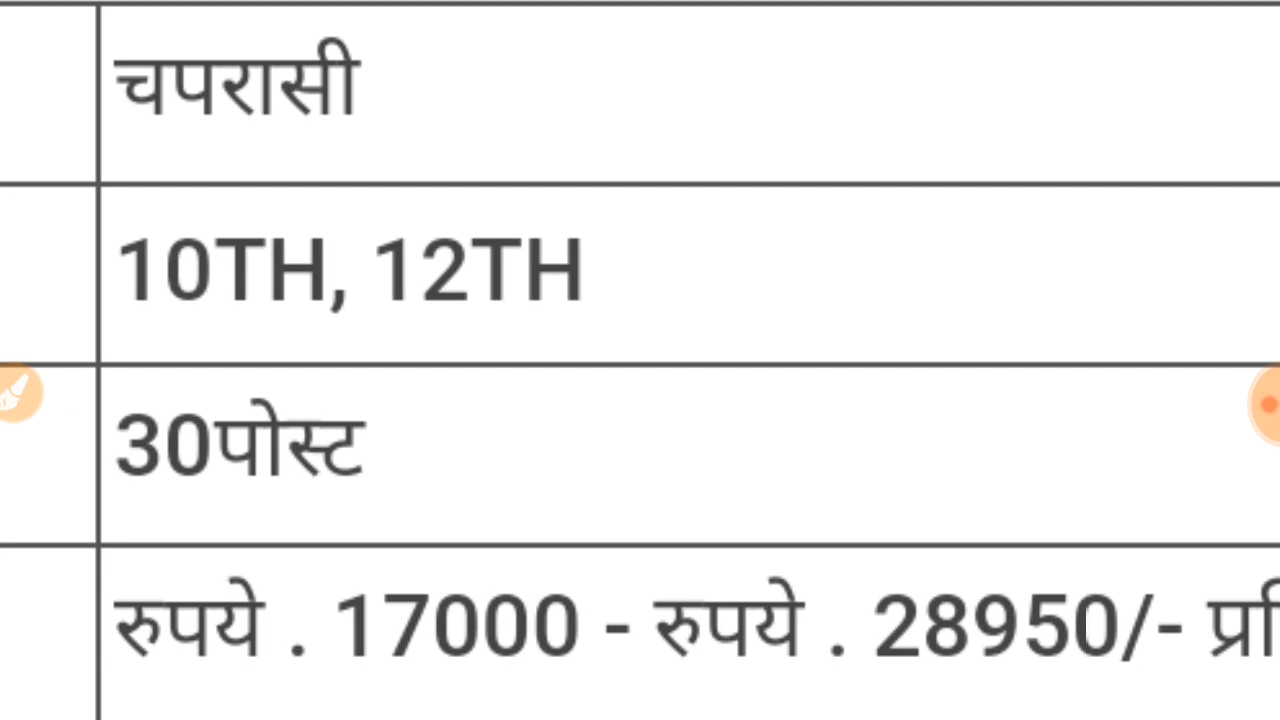 चपरासी
10TH, 12TH
30पोस्ट
रुपये . 17000 - रुपये . 28950/-